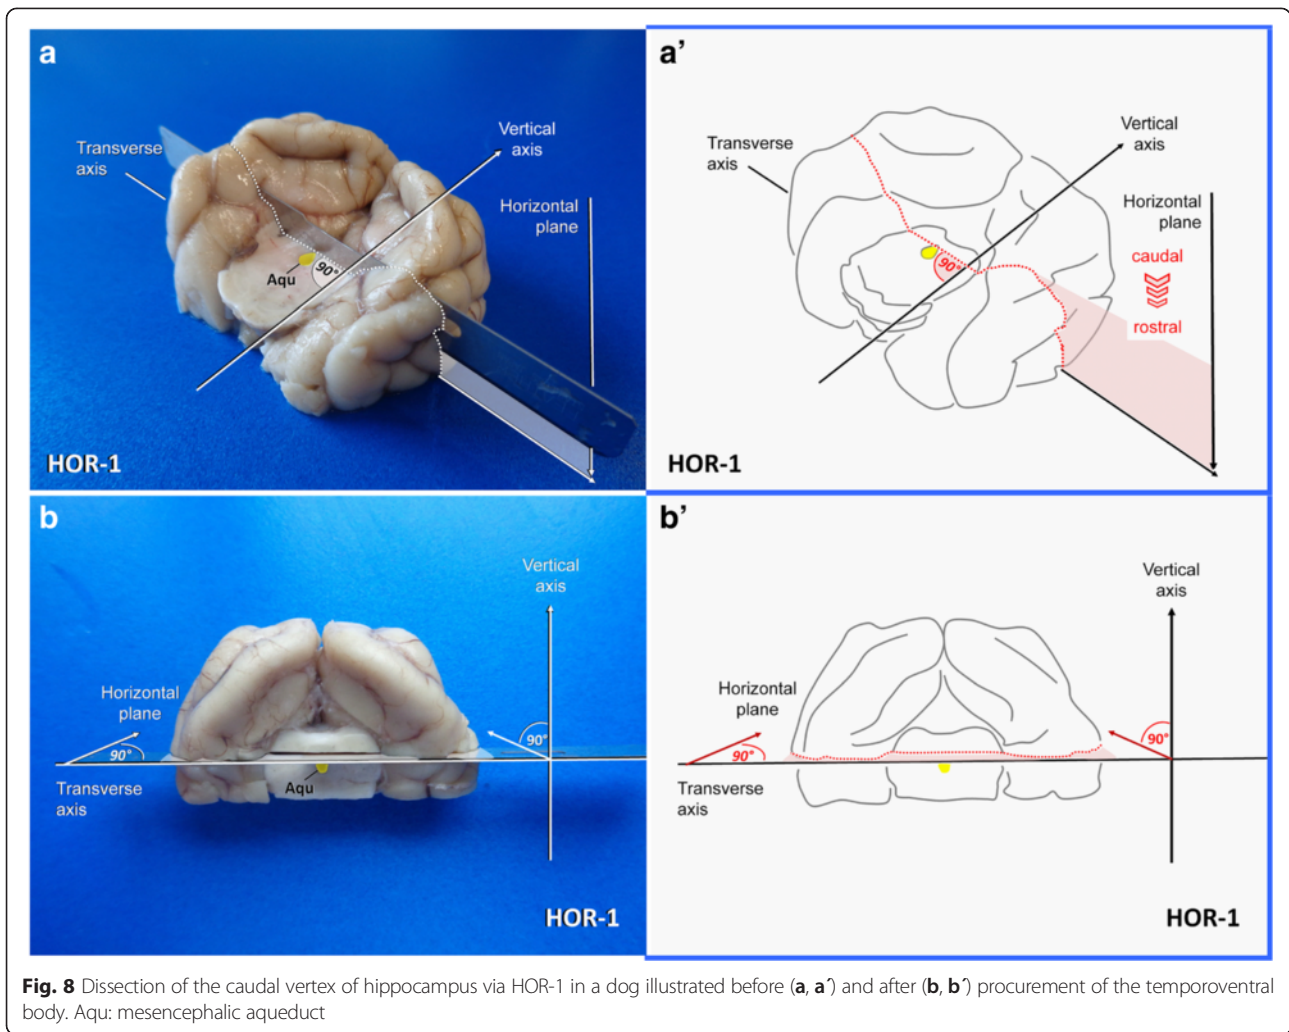 a
Transverse
axis
Vertical
axis
Horizontal
plane
Aqu
90°
HOR-1
a’
Transverse
axis
Vertical
axis
Horizontal
plane
caudal
rostral
90°
HOR-1
b
Vertical
axis
Horizontal
plane
90°
90°
Transverse
axis
Aqu
HOR-1
b’
Vertical
axis
Horizontal
plane
90°
90°
Transverse
axis
HOR-1
Fig. 8 Dissection of the caudal vertex of hippocampus via HOR-1 in a dog illustrated before (a, a´) and after (b, b´) procurement of the temporoventral
body. Aqu: mesencephalic aqueduct